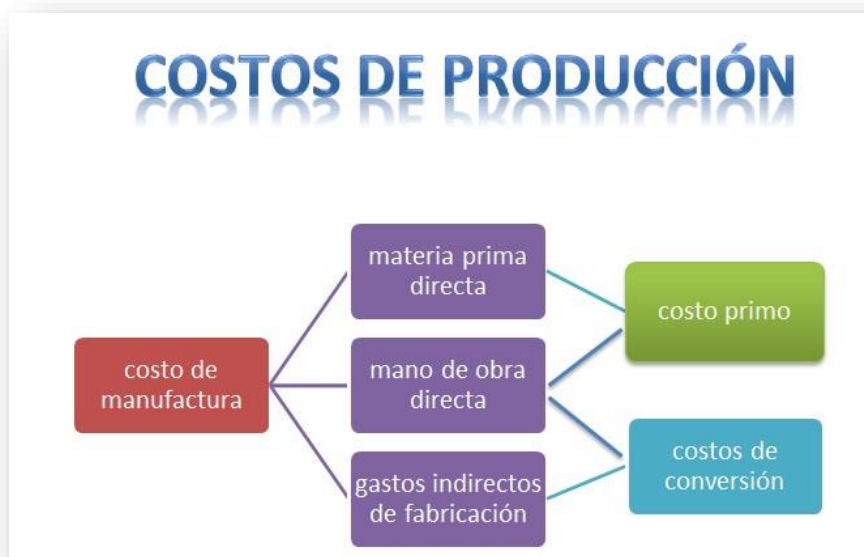 COSTOS DE PRODUCCIÓN
costo de
manufactura
materia prima
directa
mano de obra
directa
gastos indirectos
de fabricación
costo primo
costos de
conversión